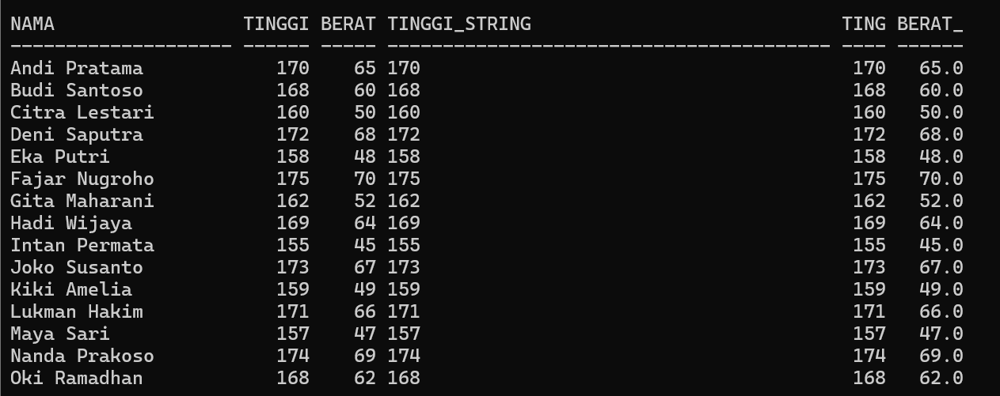 NAMA                 TINGGI BERAT TINGGI_STRING                            TING BERAT_
-------------------- ------ ----- ---------------------------------------- ---- ------
Andi Pratama            170    65 170                                       170   65.0
Budi Santoso            168    60 168                                       168   60.0
Citra Lestari           160    50 160                                       160   50.0
Deni Saputra            172    68 172                                       172   68.0
Eka Putri               158    48 158                                       158   48.0
Fajar Nugroho           175    70 175                                       175   70.0
Gita Maharani           162    52 162                                       162   52.0
Hadi Wijaya             169    64 169                                       169   64.0
Intan Permata           155    45 155                                       155   45.0
Joko Susanto            173    67 173                                       173   67.0
Kiki Amelia             159    49 159                                       159   49.0
Lukman Hakim            171    66 171                                       171   66.0
Maya Sari               157    47 157                                       157   47.0
Nanda Prakoso           174    69 174                                       174   69.0
Oki Ramadhan            168    62 168                                       168   62.0